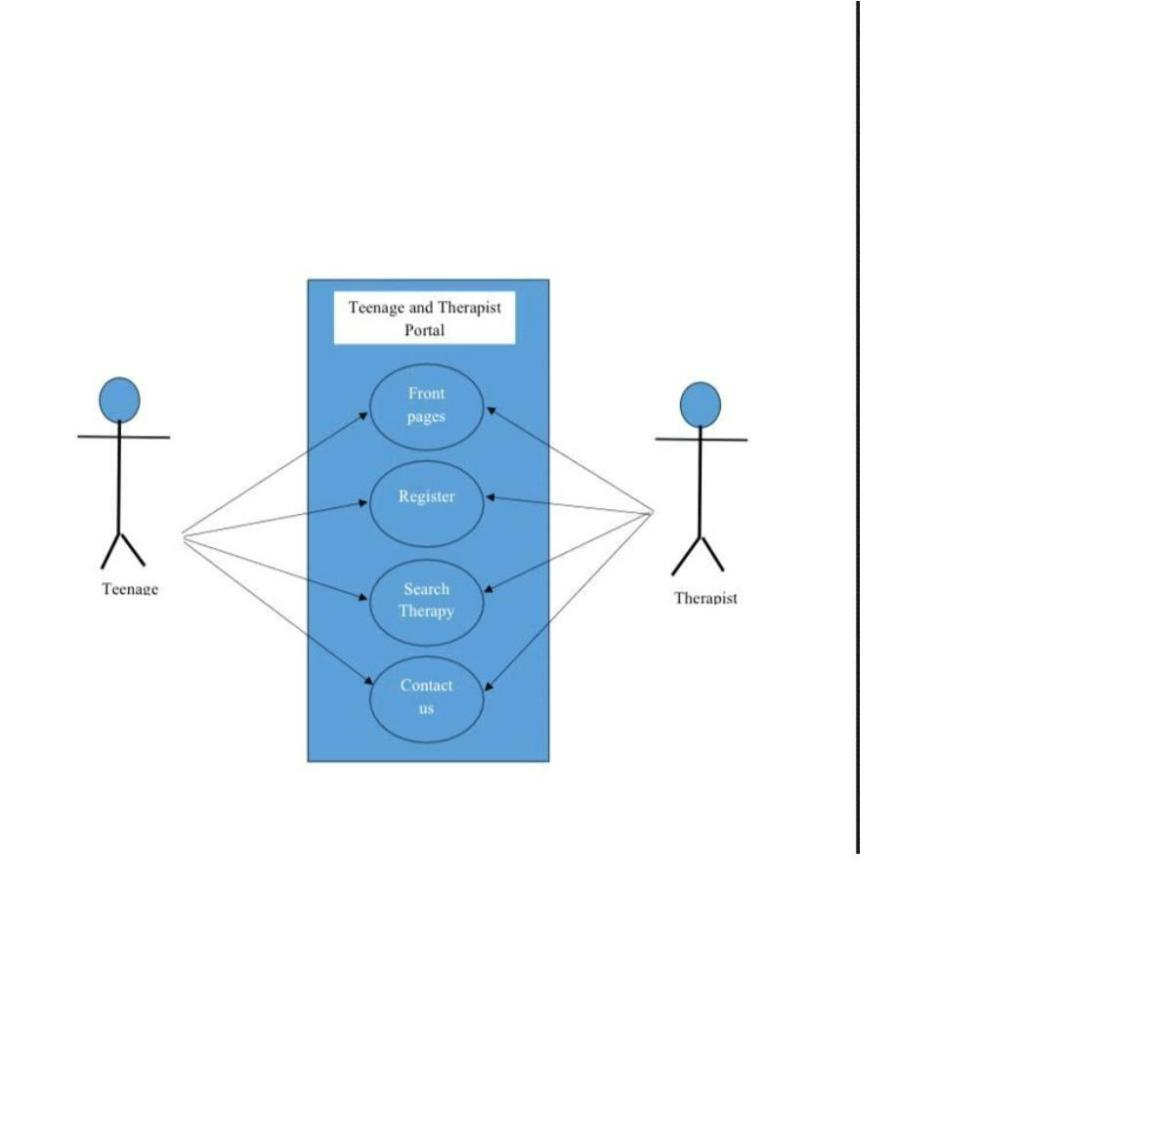 Teenage and Therapist
Portal
Front
pages
Register
Search
Therapy
Contact
us
Teenage
Therapist